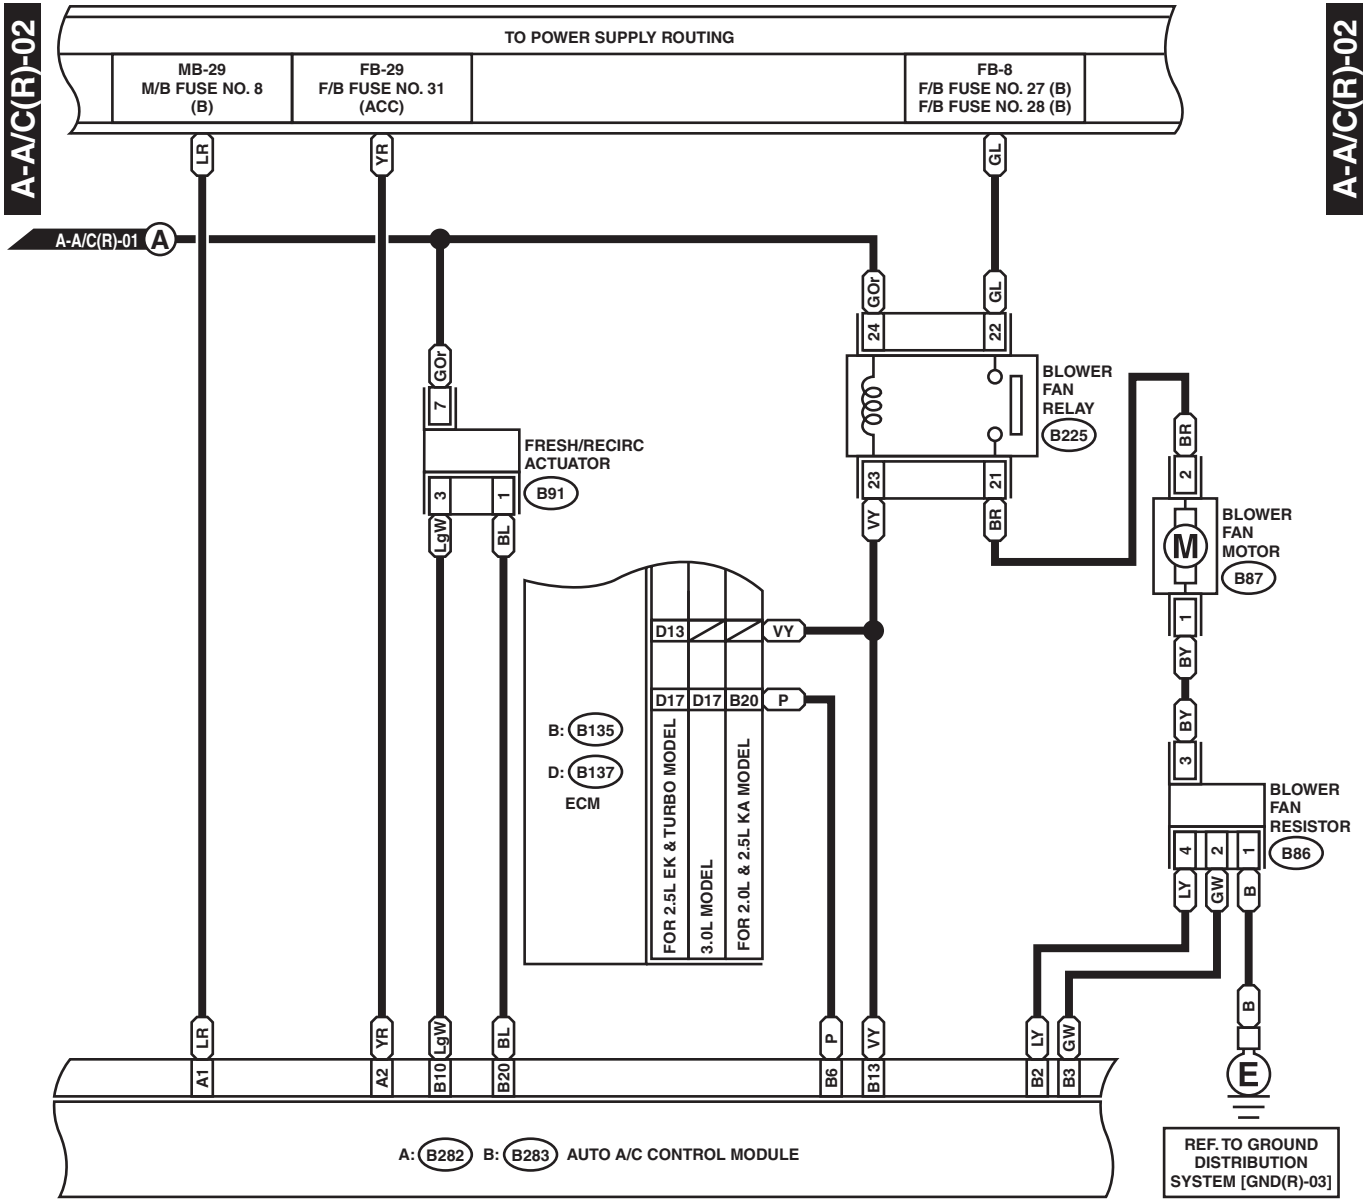 A-A/C(R)-02
A-A/C(R)-02
TO POWER SUPPLY ROUTING
MB-29
M/B FUSE NO. 8
(B)
FB-29
F/B FUSE NO. 31
(ACC)
FB-8
F/B FUSE NO. 27 (B)
F/B FUSE NO. 28 (B)
LR
YR
GL
A-A/C(R)-01
A
GOr
GL
24
22
GOr
7
BLOWER
FAN
RELAY
B225
FRESH/RECIRC
ACTUATOR
B91
3
1
LgW
BL
23
21
VY
BR
BR
2
M
BLOWER
FAN
MOTOR
B87
1
BY
BY
3
D13
VY
D17
D17
B20
P
B: B135
D: B137
ECM
FOR 2.5L EK & TURBO MODEL
3.0L MODEL
FOR 2.0L & 2.5L KA MODEL
BLOWER
FAN
RESISTOR
B86
4
2
1
LY
GW
B
B
E
LR
YR
LgW
BL
P
VY
LY
GW
A1
A2
B10
B20
B6
B13
B2
B3
A: B282 B: B283 AUTO A/C CONTROL MODULE
REF. TO GROUND
DISTRIBUTION
SYSTEM [GND(R)-03]